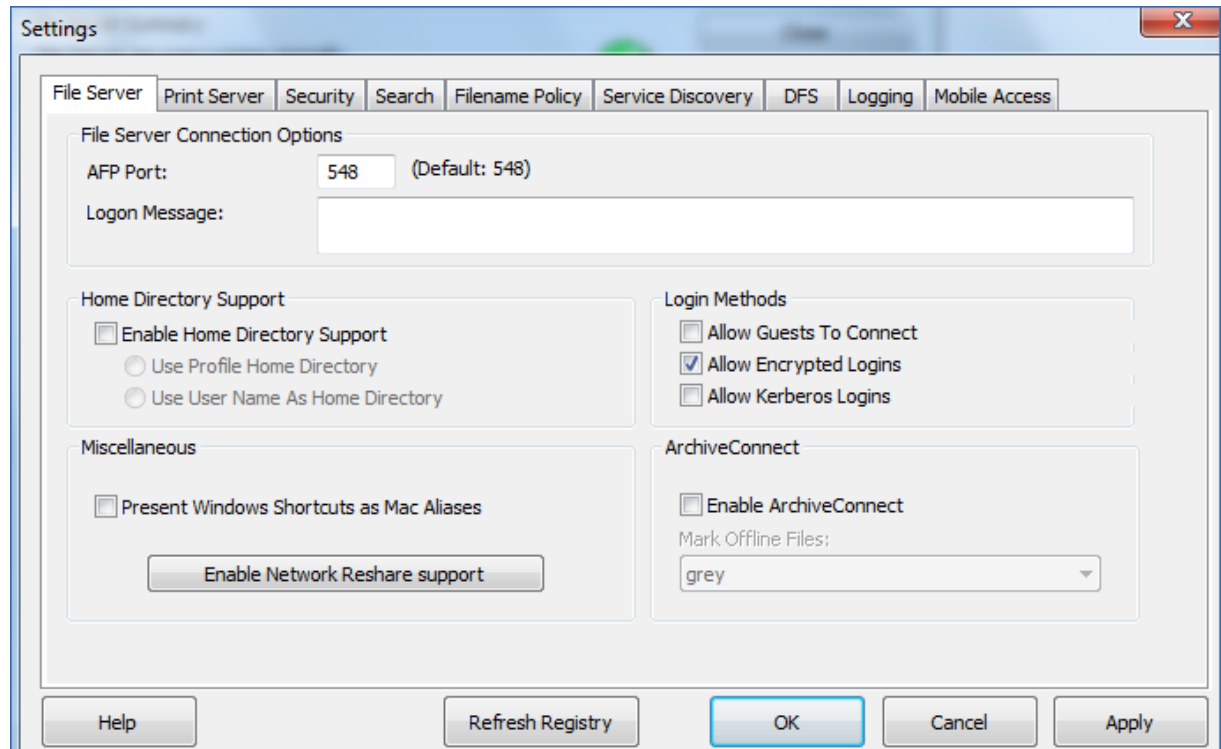 Settings
File Server Print Server Security Search Filename Policy Service Discovery DFS Logging Mobile Access
File Server Connection Options
AFP Port: 548 (Default: 548)
Logon Message:
Home Directory Support
Enable Home Directory Support
Use Profile Home Directory
Use User Name As Home Directory
Login Methods
Allow Guests To Connect
Allow Encrypted Logins
Allow Kerberos Logins
Miscellaneous
Present Windows Shortcuts as Mac Aliases
Enable Network Reshare support
ArchiveConnect
Enable ArchiveConnect
Mark Offline Files:
grey
Help Refresh Registry OK Cancel Apply